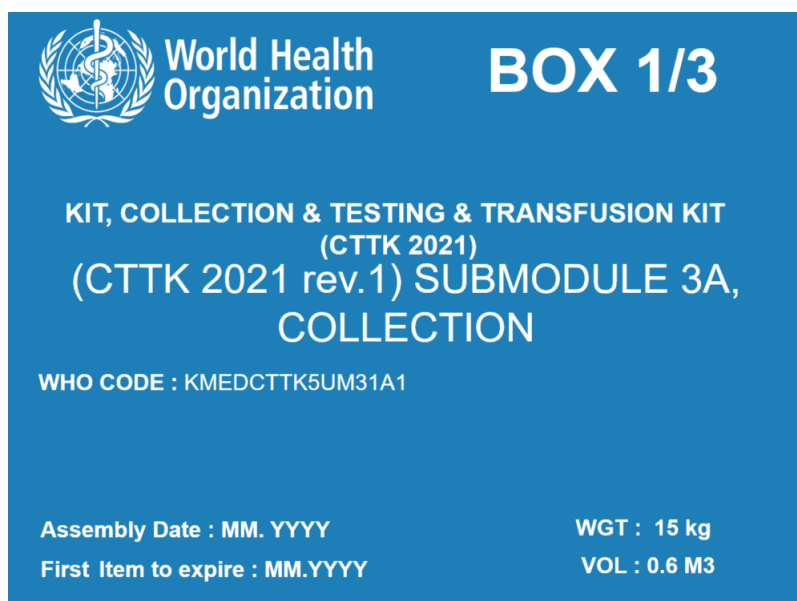 World Health
Organization
BOX 1/3
KIT, COLLECTION & TESTING & TRANSFUSION KIT
(CTTK 2021)
(CTTK 2021 rev.1) SUBMODULE 3A,
COLLECTION
WHO CODE : KMEDCTTK5UM31A1
Assembly Date : MM. YYYY
WGT : 15 kg
First Item to expire : MM.YYYY
VOL : 0.6 M3